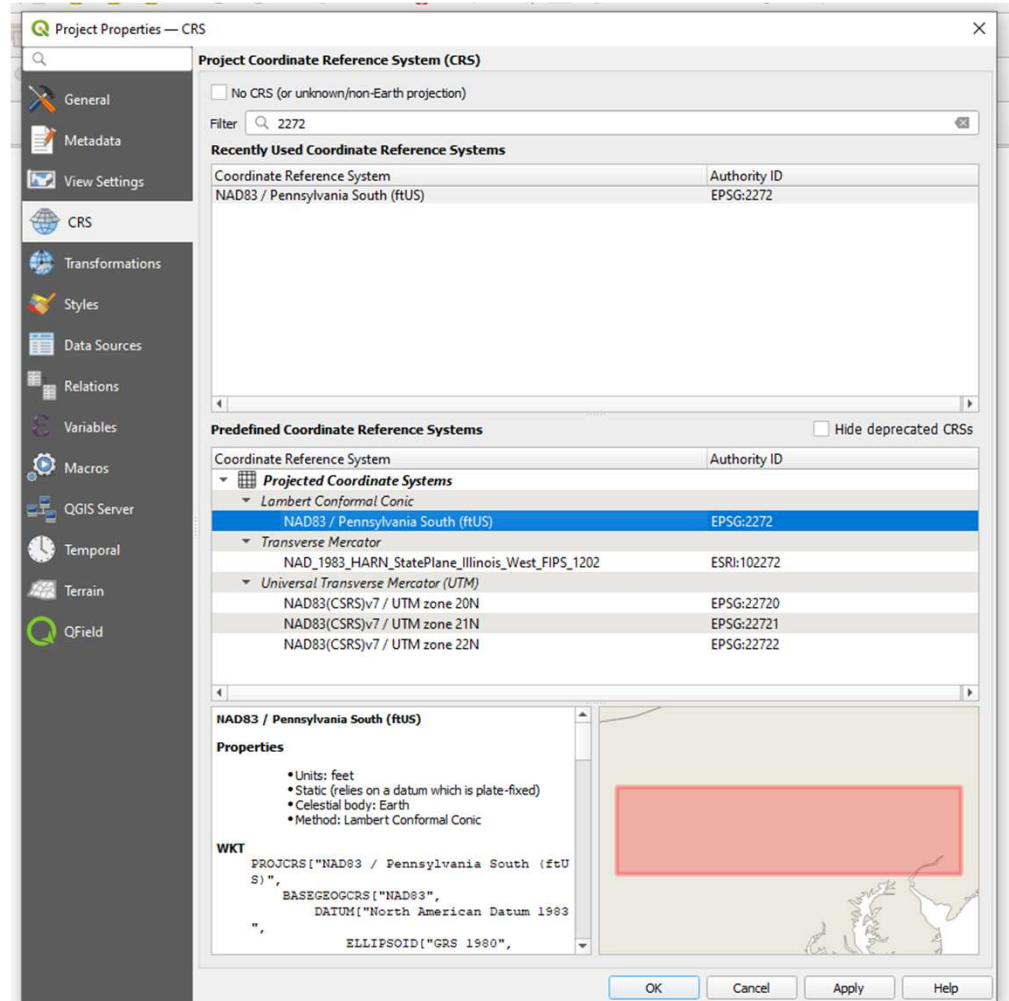 Project Properties — CRS
Project Coordinate Reference System (CRS)
General
Metadata
View Settings
CRS
Transformations
Styles
Data Sources
Relations
Variables
Macros
QGIS Server
Temporal
Terrain
QField
No CRS (or unknown/non-Earth projection)
Filter 2272
Recently Used Coordinate Reference Systems
Coordinate Reference System Authority ID
NAD83 / Pennsylvania South (ftUS) EPSG:2272
Predefined Coordinate Reference Systems Hide deprecated CRSs
Coordinate Reference System Authority ID
Projected Coordinate Systems
Lambert Conformal Conic
NAD83 / Pennsylvania South (ftUS) EPSG:2272
Transverse Mercator
NAD_1983_HARN_StatePlane_Illinois_West_FIPS_1202 ESRI:102272
Universal Transverse Mercator (UTM)
NAD83(CSRS)v7 / UTM zone 20N EPSG:22720
NAD83(CSRS)v7 / UTM zone 21N EPSG:22721
NAD83(CSRS)v7 / UTM zone 22N EPSG:22722
NAD83 / Pennsylvania South (ftUS)
Properties
•Units: feet
•Static (relies on a datum which is plate-fixed)
•Celestial body: Earth
•Method: Lambert Conformal Conic
WKT
PROJCRS["NAD83 / Pennsylvania South (ftU
S)",
BASEGEOGCRS["NAD83",
DATUM["North American Datum 1983
",
ELLIPSOID["GRS 1980",
OK Cancel Apply Help